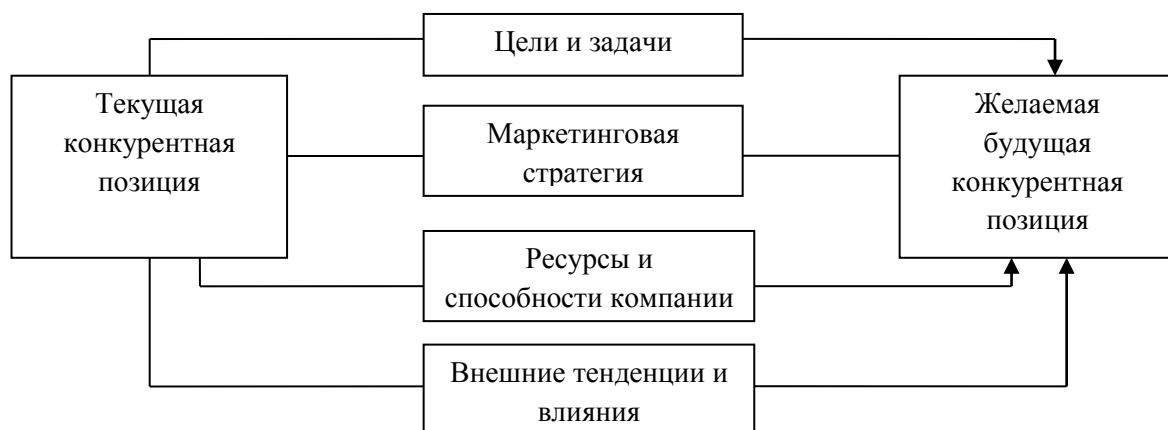 Цели и задачи
Текущая
конкурентная
позиция
Маркетинговая
стратегия
Желаемая
будущая
конкурентная
позиция
Ресурсы и
способности компании
Внешние тенденции и
влияния